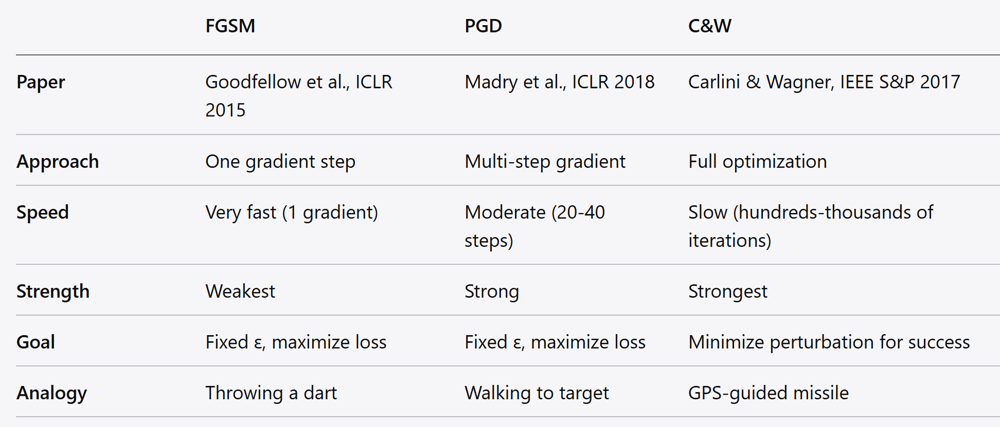 FGSM PGD C&W
Paper Goodfellow et al., ICLR Madry et al., ICLR 2018 Carlini & Wagner, IEEE S&P 2017
2015
Approach One gradient step Multi-step gradient Full optimization
Speed Very fast (1 gradient) Moderate (20-40 Slow (hundreds-thousands of
steps) iterations)
Strength Weakest Strong Strongest
Goal Fixed ε, maximize loss Fixed ε, maximize loss Minimize perturbation for success
Analogy Throwing a dart Walking to target GPS-guided missile